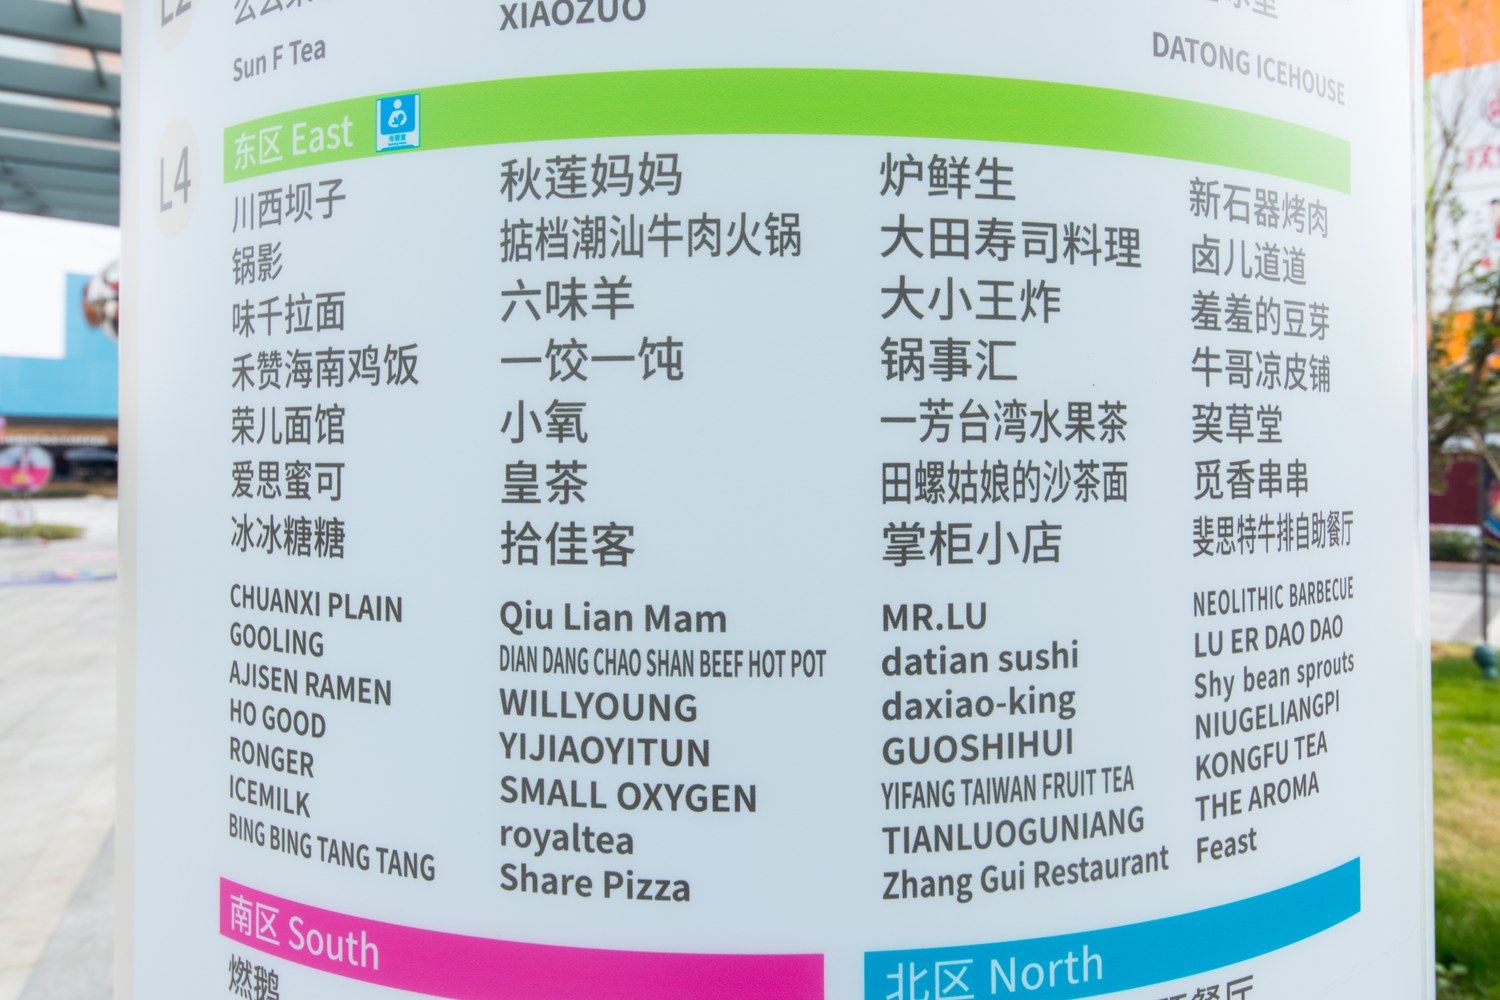 L2
XIAOZUO
Sun F Tea
DATONG ICEHOUSE
L4
东区 East
川西坝子
锅影
味千拉面
禾赞海南鸡饭
荣儿面馆
爱思蜜可
冰冰糖糖
秋莲妈妈
掂档潮汕牛肉火锅
六味羊
一饺一饨
小氧
皇茶
拾佳客
炉鲜生
大田寿司料理
大小王炸
锅事汇
一芳台湾水果茶
田螺姑娘的沙茶面
掌柜小店
新石器烤肉
卤儿道道
羞羞的豆芽
牛哥凉皮铺
巭草堂
觅香串串
斐思特牛排自助餐厅
CHUANXI PLAIN
GOOLING
AJISEN RAMEN
HO GOOD
RONGER
ICEMILK
BING BING TANG TANG
Qiu Lian Mam
DIAN DANG CHAO SHAN BEEF HOT POT
WILLYOUNG
YIJIAOYITUN
SMALL OXYGEN
royaltea
Share Pizza
MR.LU
datian sushi
daxiao-king
GUOSHIHUI
YIFANG TAIWAN FRUIT TEA
TIANLUOGUNIANG
Zhang Gui Restaurant
NEOLITHIC BARBECUE
LU ER DAO DAO
Shy bean sprouts
NIUGELIANGPI
KONGFU TEA
THE AROMA
Feast
南区 South
燃鹅
北区 North
餐厅